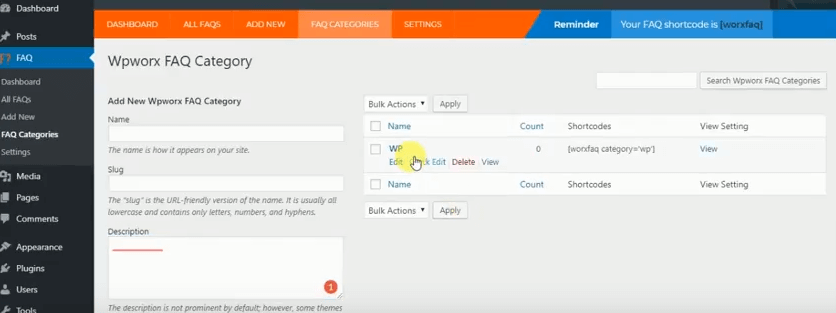 Dashboard
Posts
FAQ
Dashboard
All FAQs
Add New
FAQ Categories
Settings
Media
Pages
Comments
Appearance
Plugins
Users
Tools
DASHBOARD ALL FAQS ADD NEW FAQ CATEGORIES SETTINGS Reminder Your FAQ shortcode is [worxfaq]
Wpworx FAQ Category
Search Wpworx FAQ Categories
Add New Wpworx FAQ Category
Name
The name is how it appears on your site.
Slug
The "slug" is the URL-friendly version of the name. It is usually all
lowercase and contains only letters, numbers, and hyphens.
Description
1
The description is not prominent by default; however, some themes
Bulk Actions Apply
Name Count Shortcodes View Setting
WP 0 [worxfaq category='wp'] View
Edit Edit Delete View
Name Count Shortcodes View Setting
Bulk Actions Apply